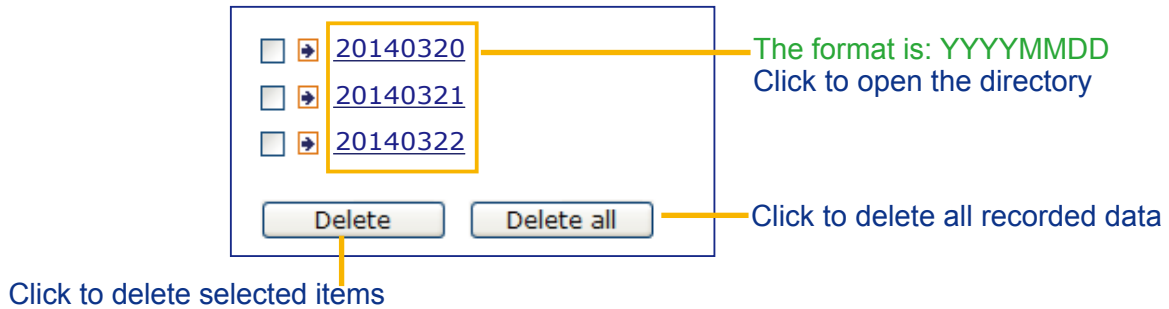 20140320
The format is: YYYYMMDD
Click to open the directory
20140321
20140322
Delete
Delete all
Click to delete all recorded data
Click to delete selected items